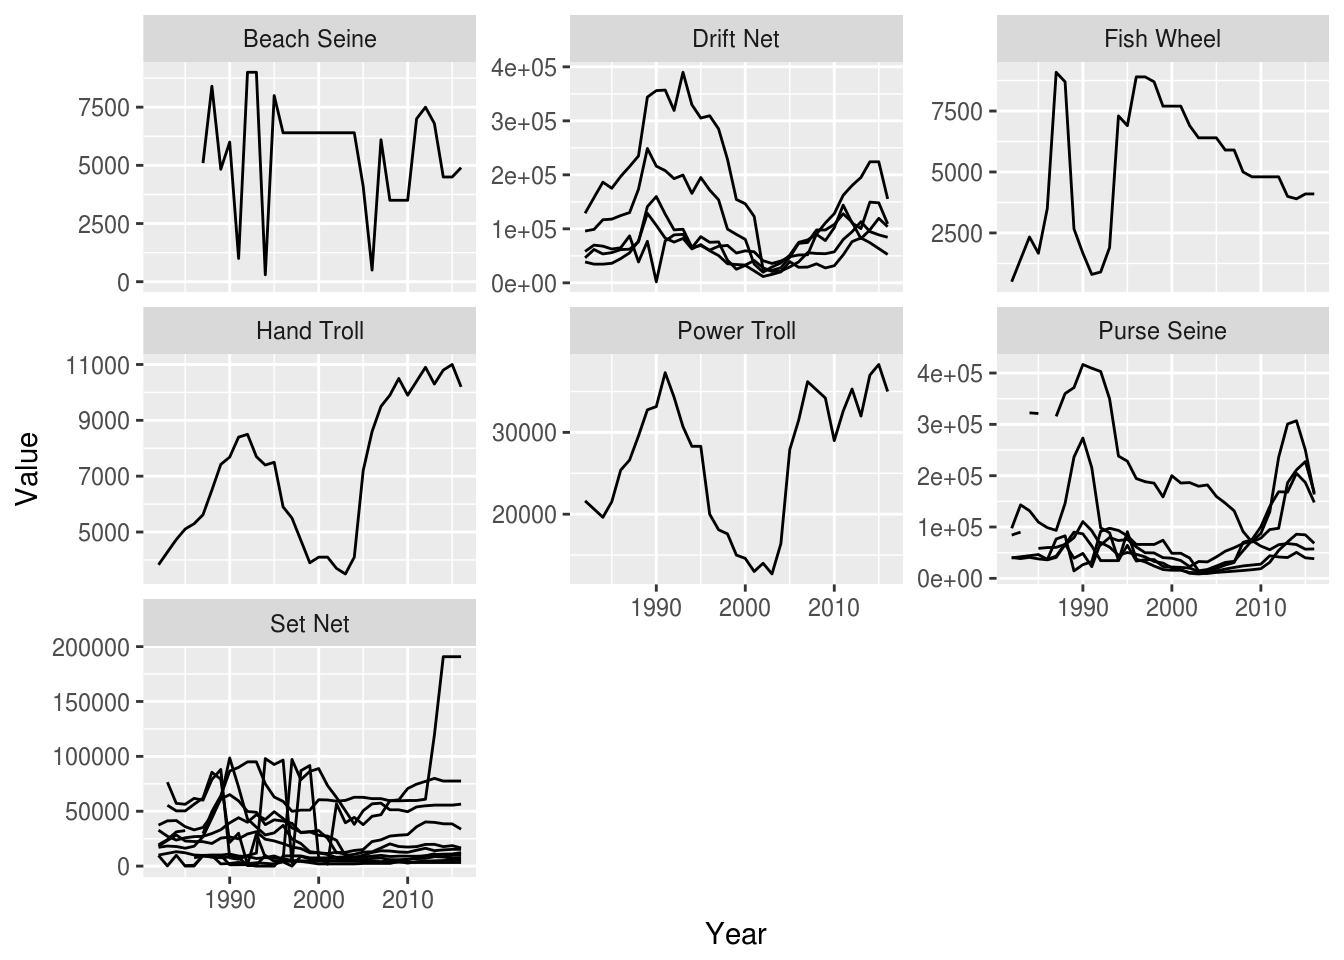 Beach Seine
Drift Net
Fish Wheel
7500
5000
2500
0
4e+05
3e+05
2e+05
1e+05
0e+00
7500
5000
2500
Hand Troll
Power Troll
Purse Seine
11000
9000
7000
5000
30000
20000
4e+05
3e+05
2e+05
1e+05
0e+00
1990 2000 2010
1990 2000 2010
Set Net
200000
150000
100000
50000
0
1990 2000 2010
Value
Year